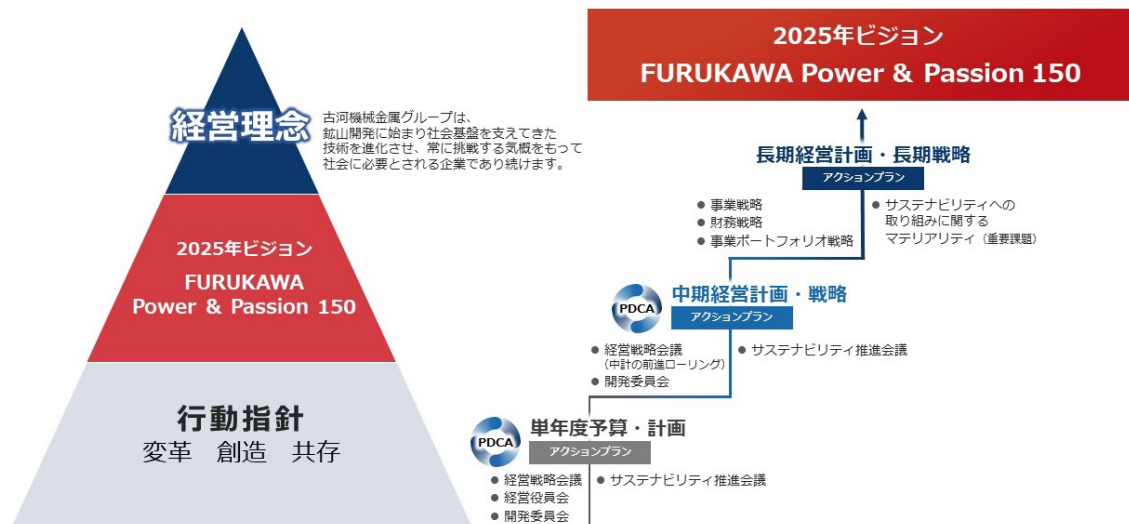 経営理念
古河機械金属グループは、
鉱山開発に始まり社会基盤を支えてきた
技術を進化させ、常に挑戦する気概をもって
社会に必要とされる企業であり続けます。
2025年ビジョン
FURUKAWA
Power & Passion 150
行動指針
変革 創造 共存
2025年ビジョン
FURUKAWA Power & Passion 150
長期経営計画・長期戦略
アクションプラン
● 事業戦略
● 財務戦略
● 事業ポートフォリオ戦略
● サステナビリティへの
取り組みに関する
マテリアリティ（重要課題）
PDCA
中期経営計画・戦略
アクションプラン
● 経営戦略会議
（中計の前進ローリング）
● 開発委員会
● サステナビリティ推進会議
PDCA
単年度予算・計画
アクションプラン
● 経営戦略会議
● 経営役員会
● 開発委員会
● サステナビリティ推進会議